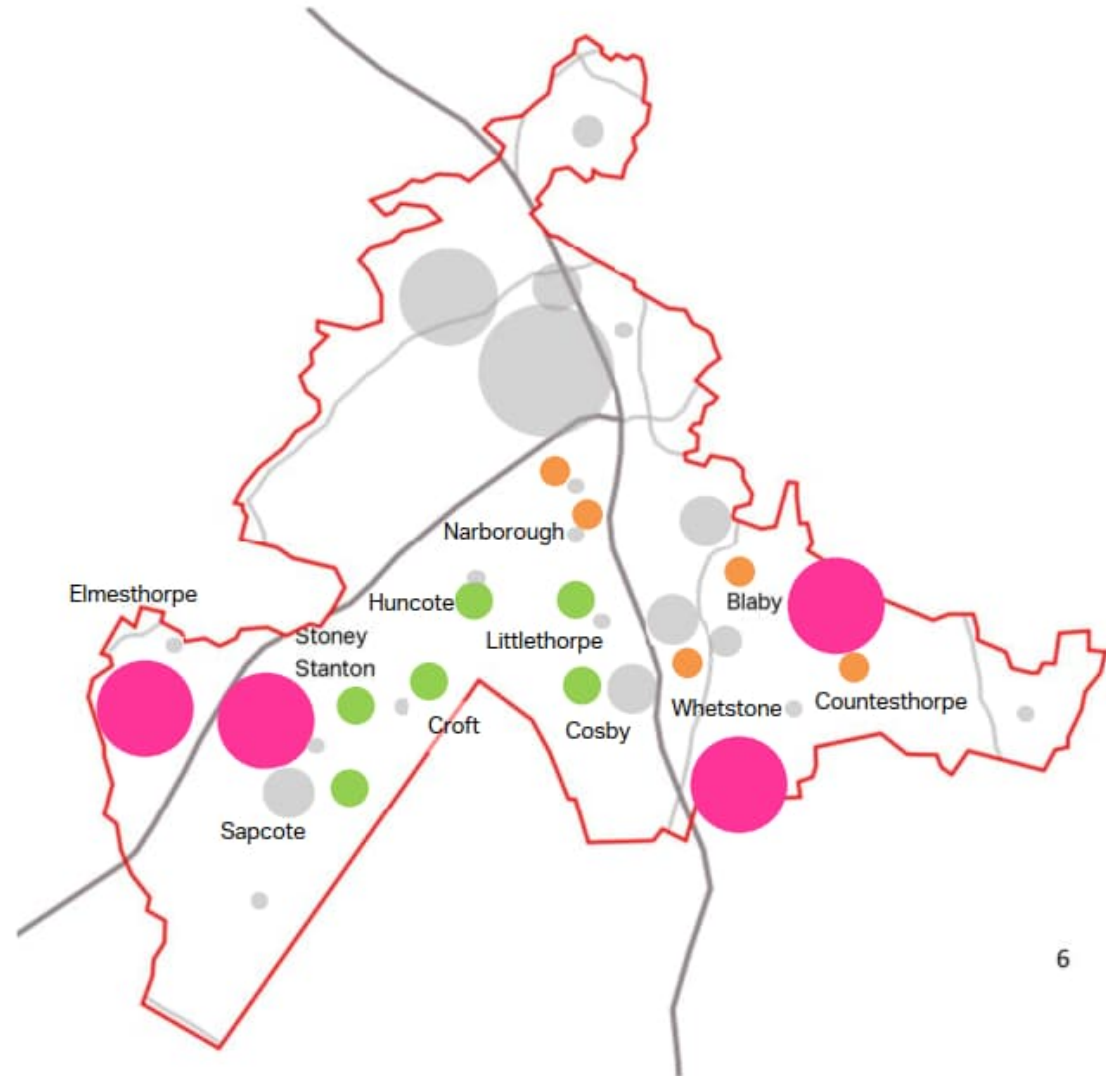 Narborough
Elmesthorpe
Huncote
Blaby
Stoney
Stanton
Littlethorpe
Croft
Cosby
Whetstone
Countesthorpe
Sapcote
6